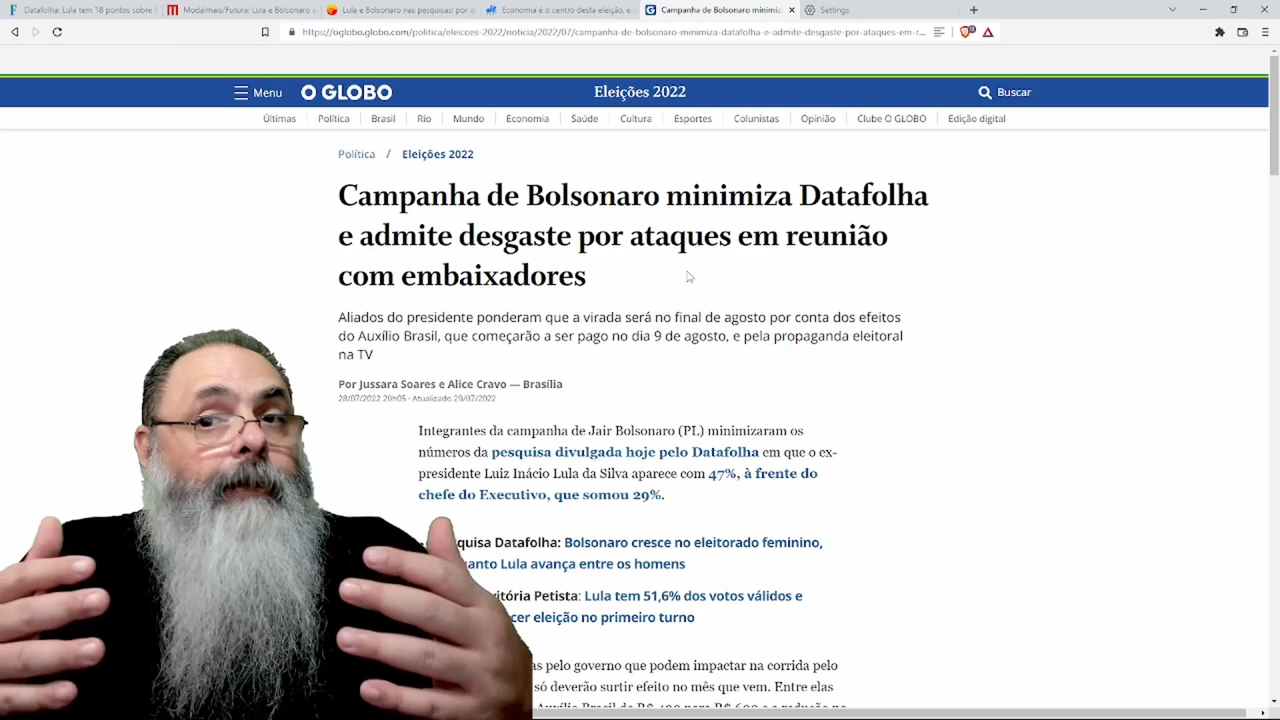 Datafolha: Lula tem 18 pontos sobre
Modalmais/Futura: Lula e Bolsonaro
Lula e Bolsonaro nas pesquisas: por q
Economia é o centro desta eleição, e
Campanha de Bolsonaro minimiz
Settings
https://oglobo.globo.com/politica/eleicoes-2022/noticia/2022/07/campanha-de-bolsonaro-minimiza-datafolha-e-admite-desgaste-por-ataques-em-r...
Menu O GLOBO Eleições 2022 Buscar
Últimas Política Brasil Rio Mundo Economia Saúde Cultura Esportes Colunistas Opinião Clube O GLOBO Edição digital
Política / Eleições 2022
Campanha de Bolsonaro minimiza Datafolha
e admite desgaste por ataques em reunião
com embaixadores
Aliados do presidente ponderam que a virada será no final de agosto por conta dos efeitos
do Auxílio Brasil, que começarão a ser pago no dia 9 de agosto, e pela propaganda eleitoral
na TV
Por Jussara Soares e Alice Cravo — Brasília
28/07/2022 20h05 · Atualizado 29/07/2022
Integrantes da campanha de Jair Bolsonaro (PL) minimizaram os
números da pesquisa divulgada hoje pelo Datafolha em que o ex-
presidente Luiz Inácio Lula da Silva aparece com 47%, à frente do
chefe do Executivo, que somou 29%.
quisa Datafolha: Bolsonaro cresce no eleitorado feminino,
anto Lula avança entre os homens
itória Petista: Lula tem 51,6% dos votos válidos e
cer eleição no primeiro turno
as pelo governo que podem impactar na corrida pelo
só deverão surtir efeito no mês que vem. Entre elas